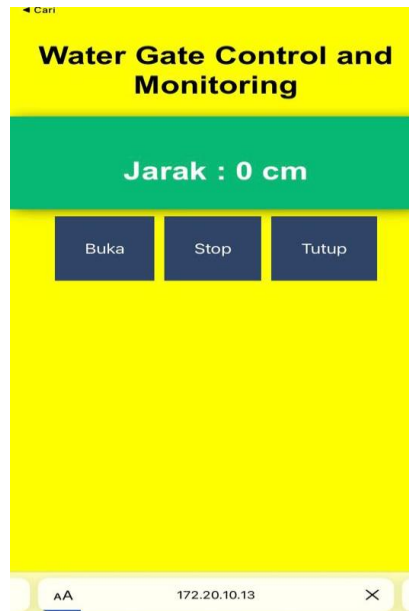 ◄ Cari
Water Gate Control and
Monitoring
Jarak : 0 cm
Buka Stop Tutup
AA 172.20.10.13 ×